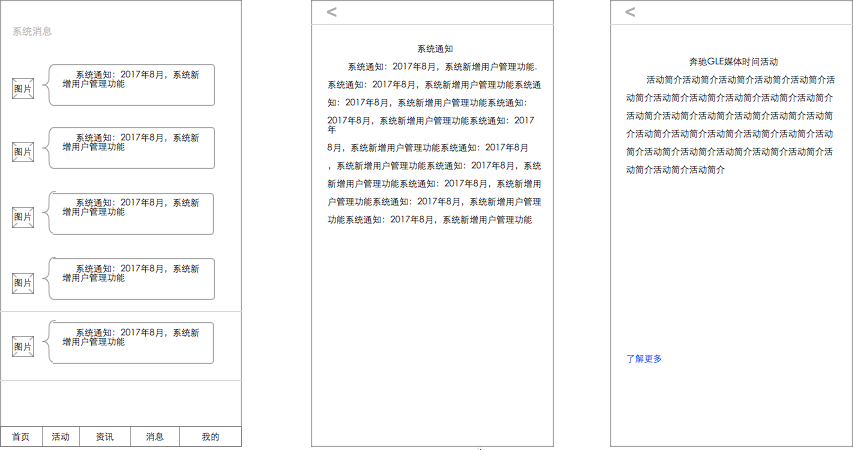 系统消息
图片
系统通知：2017年8月，系统新
增用户管理功能
图片
系统通知：2017年8月，系统新
增用户管理功能
图片
系统通知：2017年8月，系统新
增用户管理功能
图片
系统通知：2017年8月，系统新
增用户管理功能
图片
系统通知：2017年8月，系统新
增用户管理功能
首页 活动 资讯 消息 我的
<
系统通知
系统通知：2017年8月，系统新增用户管理功能.
系统通知：2017年8月，系统新增用户管理功能系统通
知：2017年8月，系统新增用户管理功能系统通知：
2017年8月，系统新增用户管理功能系统通知：2017
年
8月，系统新增用户管理功能系统通知：2017年8月
，系统新增用户管理功能系统通知：2017年8月，系统
新增用户管理功能系统通知：2017年8月，系统新增用
户管理功能系统通知：2017年8月，系统新增用户管理
功能系统通知：2017年8月，系统新增用户管理功能
<
奔驰GLE媒体时间活动
活动简介活动简介活动简介活动简介活动简介活
动简介活动简介活动简介活动简介活动简介活动简介
活动简介活动简介活动简介活动简介活动简介活动简
介活动简介活动简介活动简介活动简介活动简介活动
简介活动简介活动简介活动简介活动简介活动简介活
动简介活动简介活动简介
了解更多